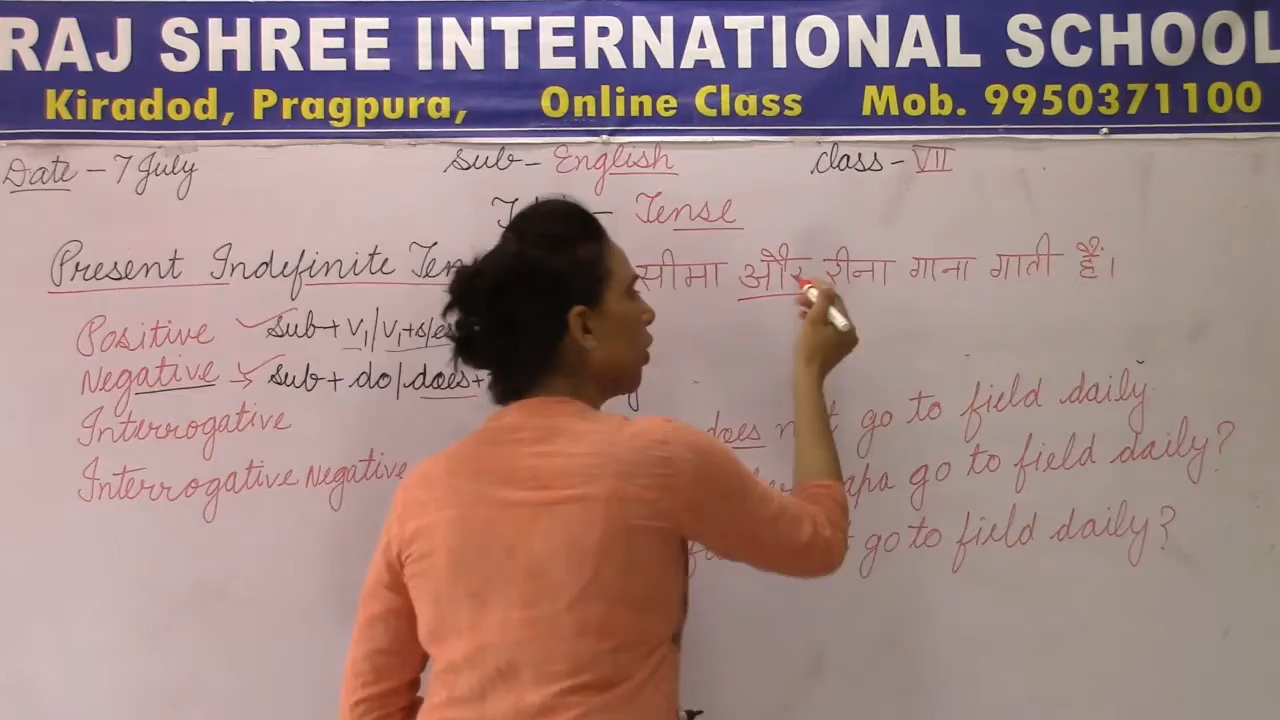 RAJ SHREE INTERNATIONAL SCHOOL
Kiradod, Pragpura, Online Class Mob. 9950371100
Date - 7 July Sub - English Class - VII
Tense
Present Indefinite सीमा और रीना गाना गाती हैं।
Positive Sub + V1/V1+s/es
Negative Sub + do/does +
does not go to field daily
Interrogative
go to field daily?
Interrogative Negative
go to field daily?